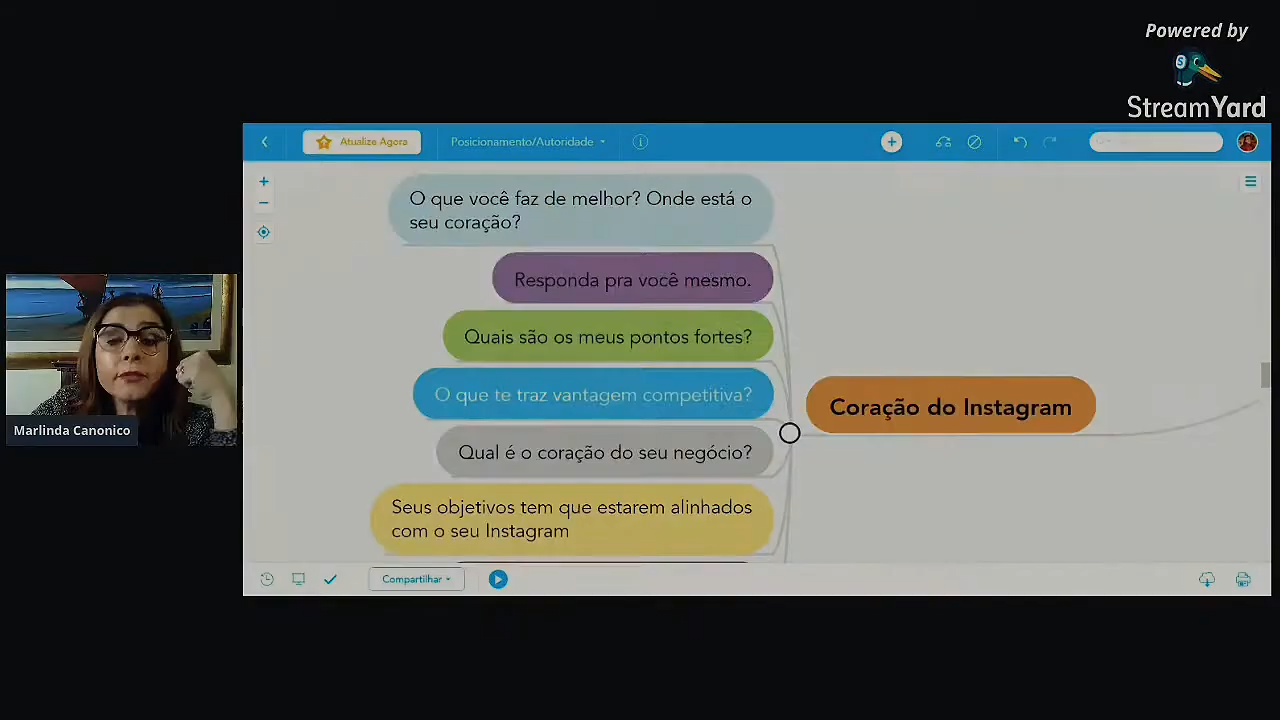 Powered by
StreamYard
Atualize Agora
Posicionamento/Autoridade
O que você faz de melhor? Onde está o
seu coração?
Responda pra você mesmo.
Quais são os meus pontos fortes?
O que te traz vantagem competitiva?
Coração do Instagram
Qual é o coração do seu negócio?
Seus objetivos tem que estarem alinhados
com o seu Instagram
Marlinda Canonico
Compartilhar